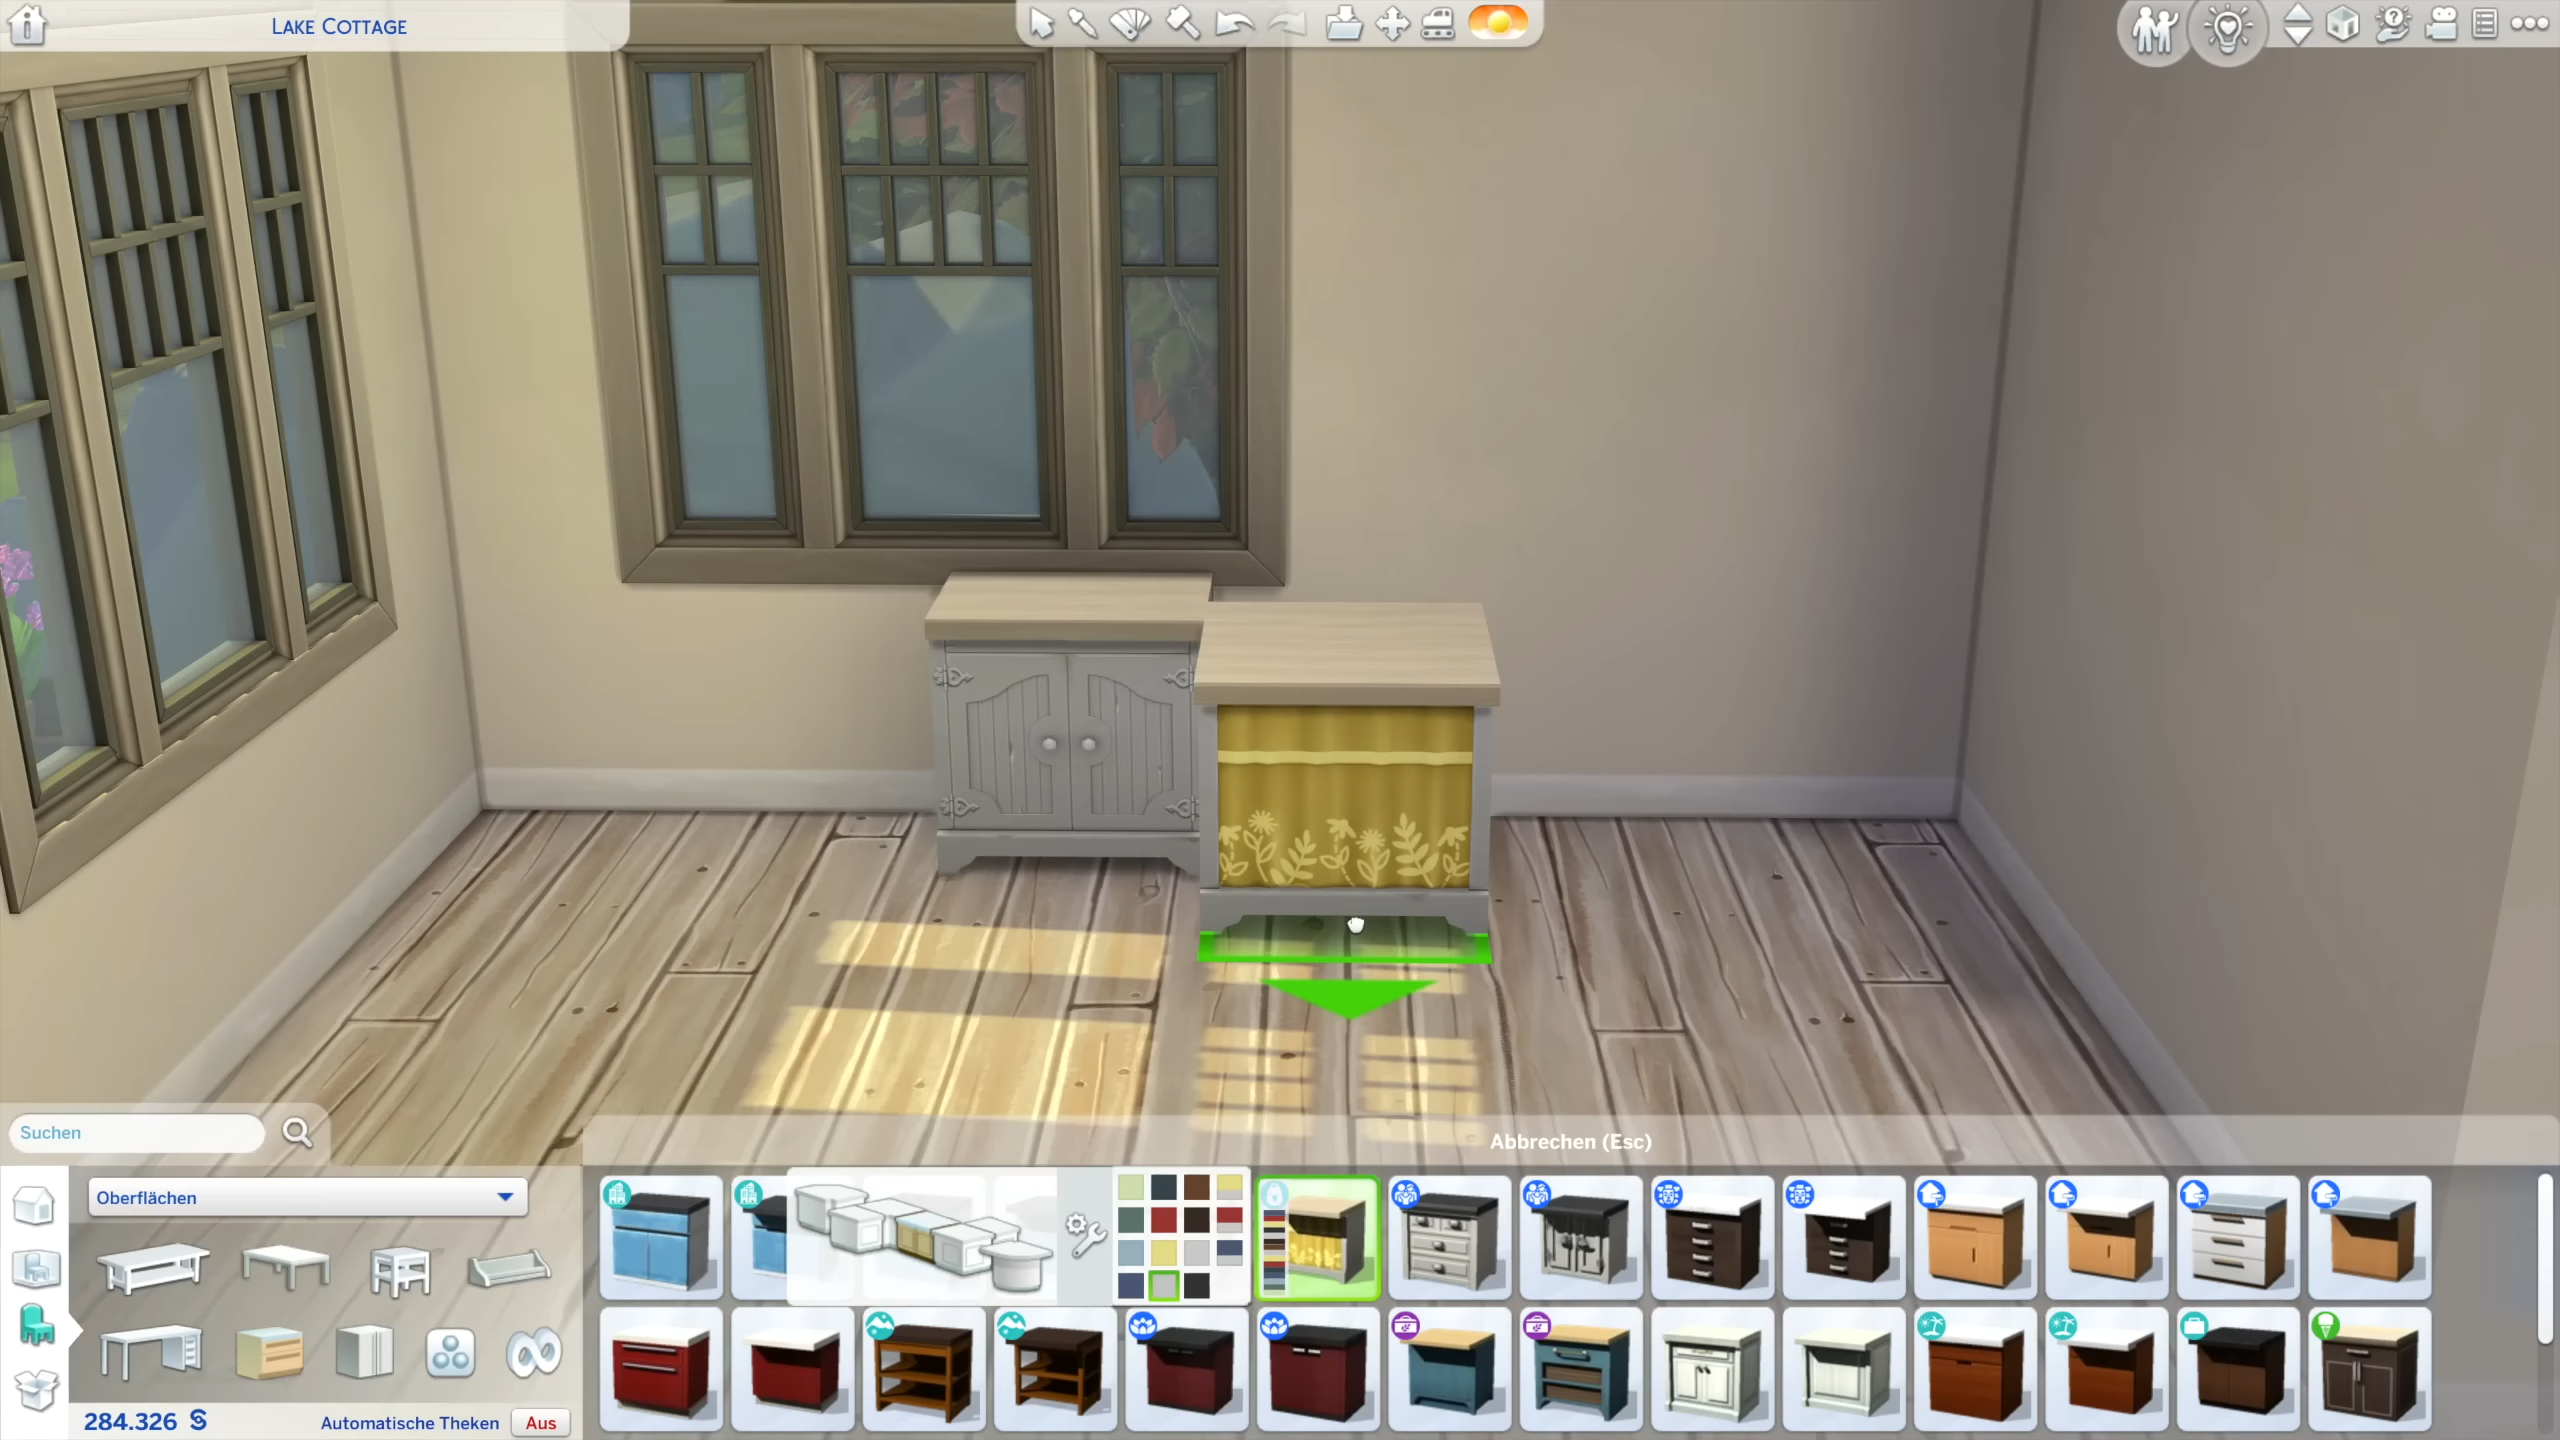 LAKE COTTAGE
Suchen
Abbrechen (Esc)
Oberflächen
284.326 §
Automatische Theken Aus